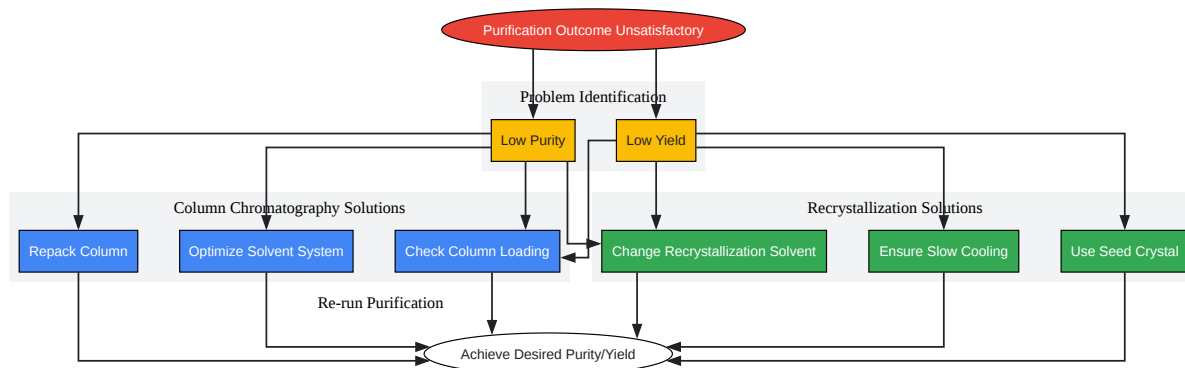 Purification Outcome Unsatisfactory
Problem Identification
Low Purity
Low Yield
Column Chromatography Solutions
Recrystallization Solutions
Repack Column
Optimize Solvent System
Check Column Loading
Change Recrystallization Solvent
Ensure Slow Cooling
Use Seed Crystal
Re-run Purification
Achieve Desired Purity/Yield